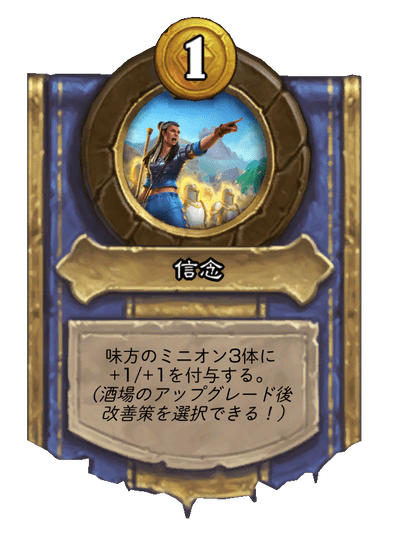 1
信念
味方のミニオン3体に
+1/+1を付与する。
（酒場のアップグレード後
改善策を選択できる！）